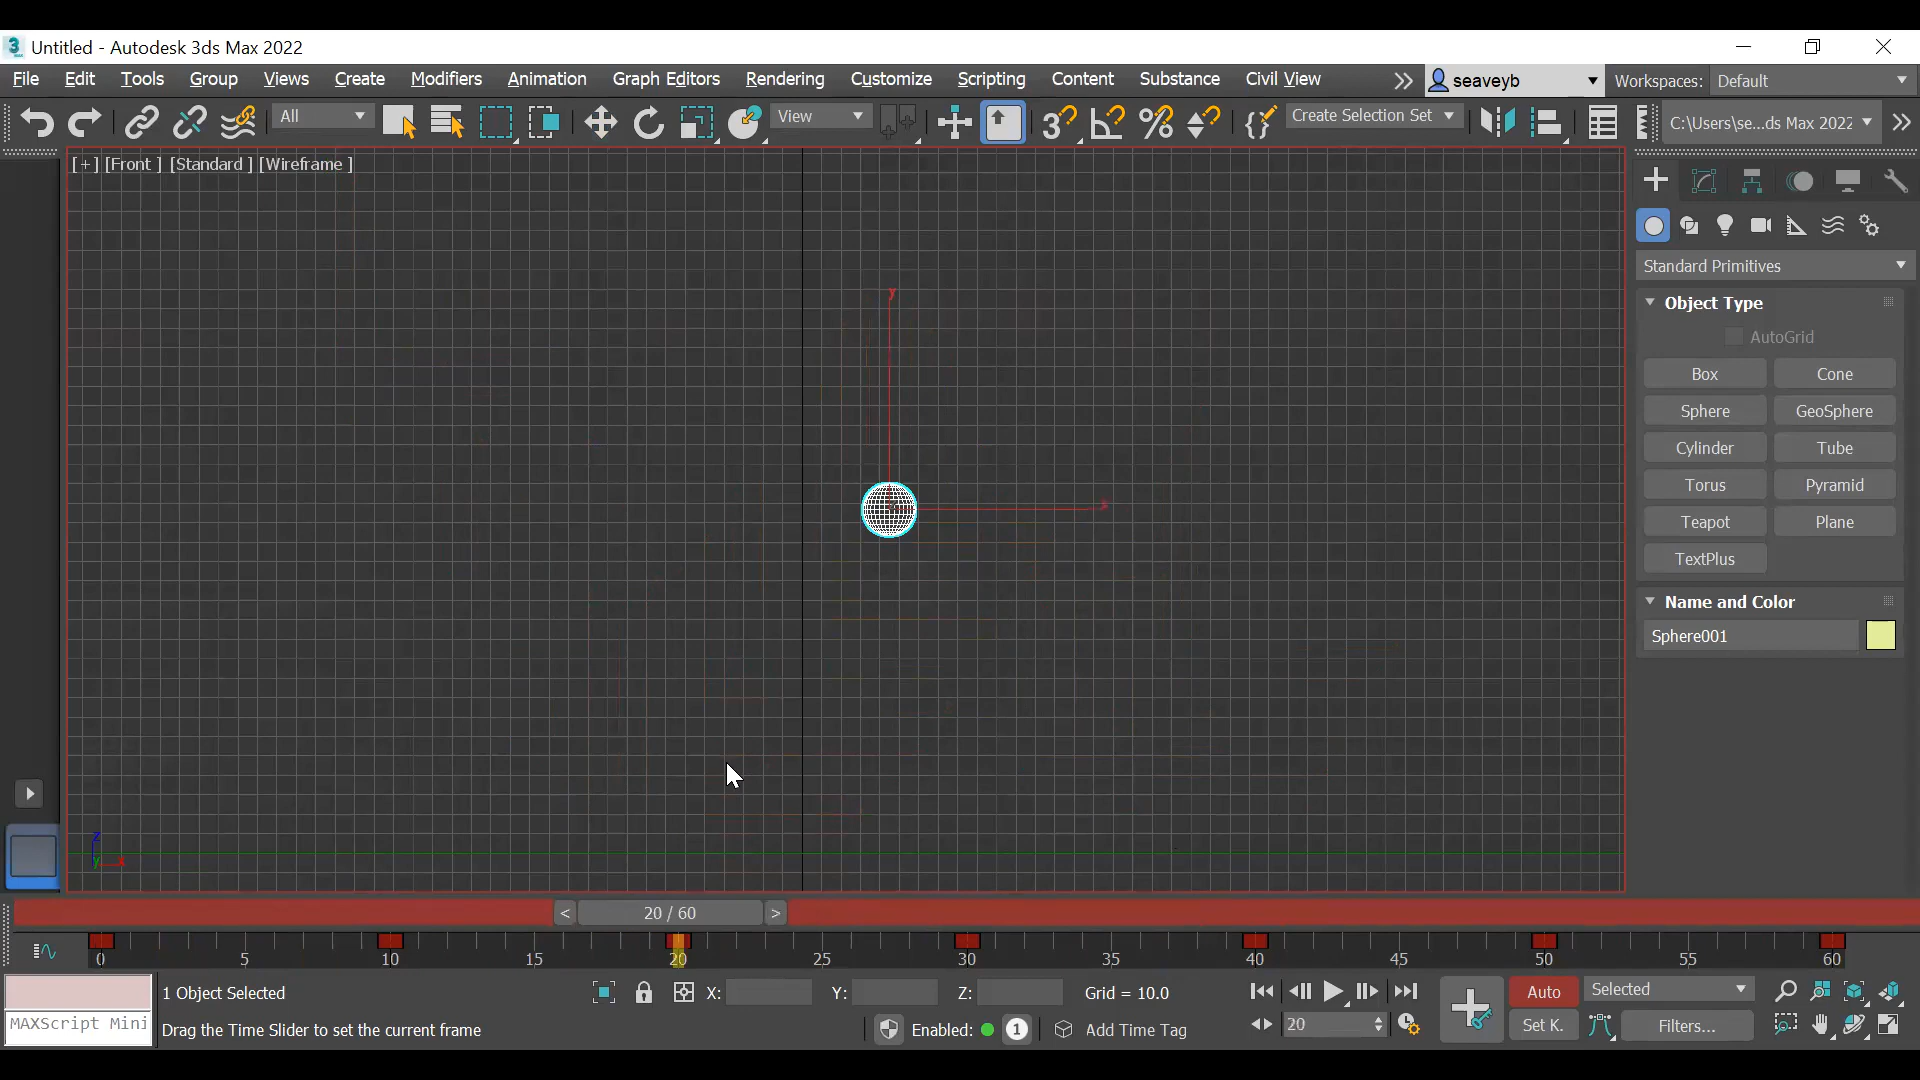 Untitled - Autodesk 3ds Max 2022
File Edit Tools Group Views Create Modifiers Animation Graph Editors Rendering Customize Scripting Content Substance Civil View seaveyb Workspaces: Default
All View Create Selection Set C:\Users\se...ds Max 2022
[+] [Front ] [Standard ] [Wireframe ]
Standard Primitives
Object Type
AutoGrid
Box Cone
Sphere GeoSphere
Cylinder Tube
Torus Pyramid
Teapot Plane
TextPlus
Name and Color
Sphere001
y
x
z
y x
< 20 / 60 >
0 5 10 15 20 25 30 35 40 45 50 55 60
1 Object Selected X: Y: Z: Grid = 10.0 Auto Selected
MAXScript Mini Drag the Time Slider to set the current frame Enabled: 1 Add Time Tag 20 Set K. Filters...